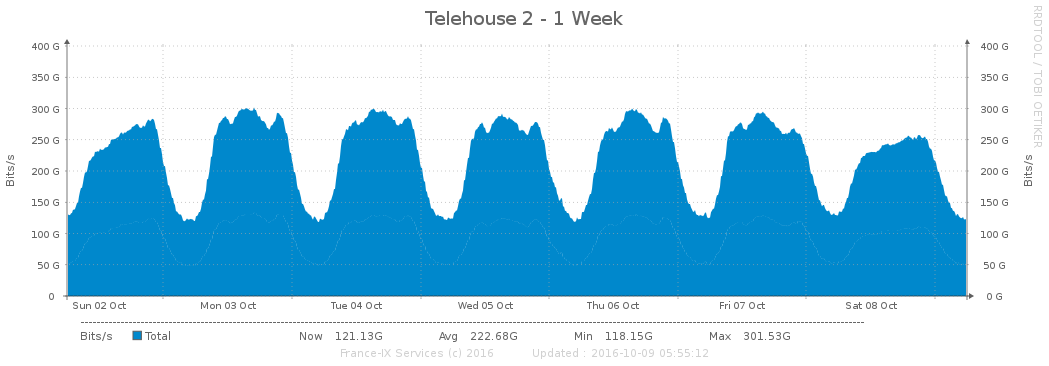 Telehouse 2 - 1 Week
RRDTOOL / TOBI OETIKER
Bits/s
400 G
350 G
300 G
250 G
200 G
150 G
100 G
50 G
0
400 G
350 G
300 G
250 G
200 G
150 G
100 G
50 G
0 G
Bits/s
Sun 02 Oct Mon 03 Oct Tue 04 Oct Wed 05 Oct Thu 06 Oct Fri 07 Oct Sat 08 Oct
Bits/s Total Now 121.13G Avg 222.68G Min 118.15G Max 301.53G
France-IX Services (c) 2016 Updated : 2016-10-09 05:55:12